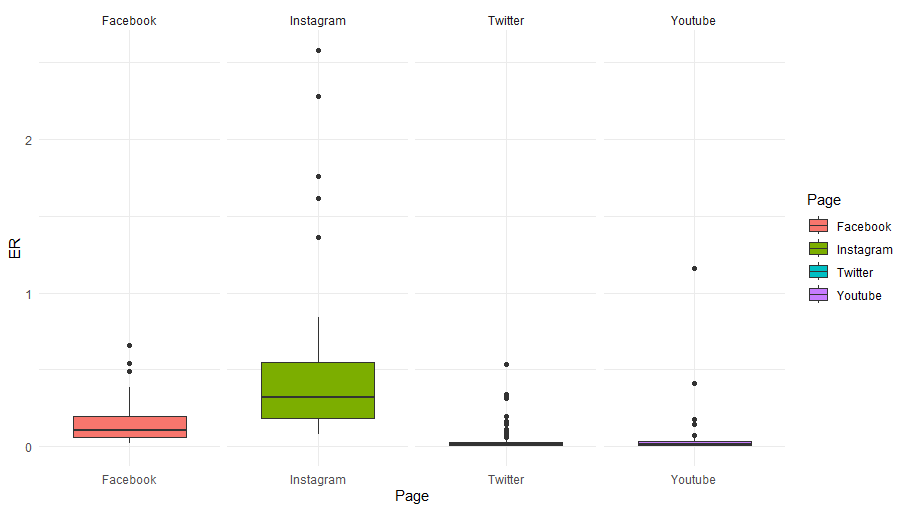 Facebook Instagram Twitter Youtube
ER
2
1
0
Facebook Instagram Twitter Youtube
Page
Page
Facebook
Instagram
Twitter
Youtube